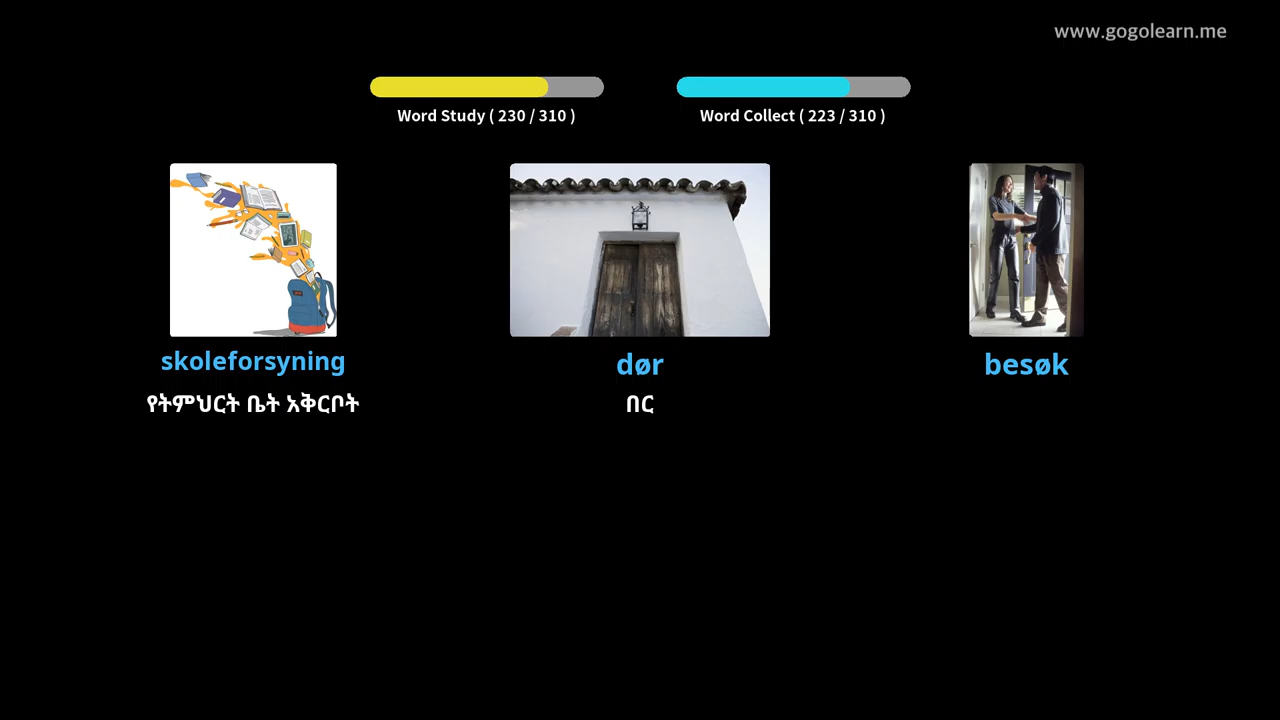 www.gogolearn.me
Word Study ( 230 / 310 )
Word Collect ( 223 / 310 )
skoleforsyning
dør
besøk
የትምህርት ቤት አቅርቦት
በር